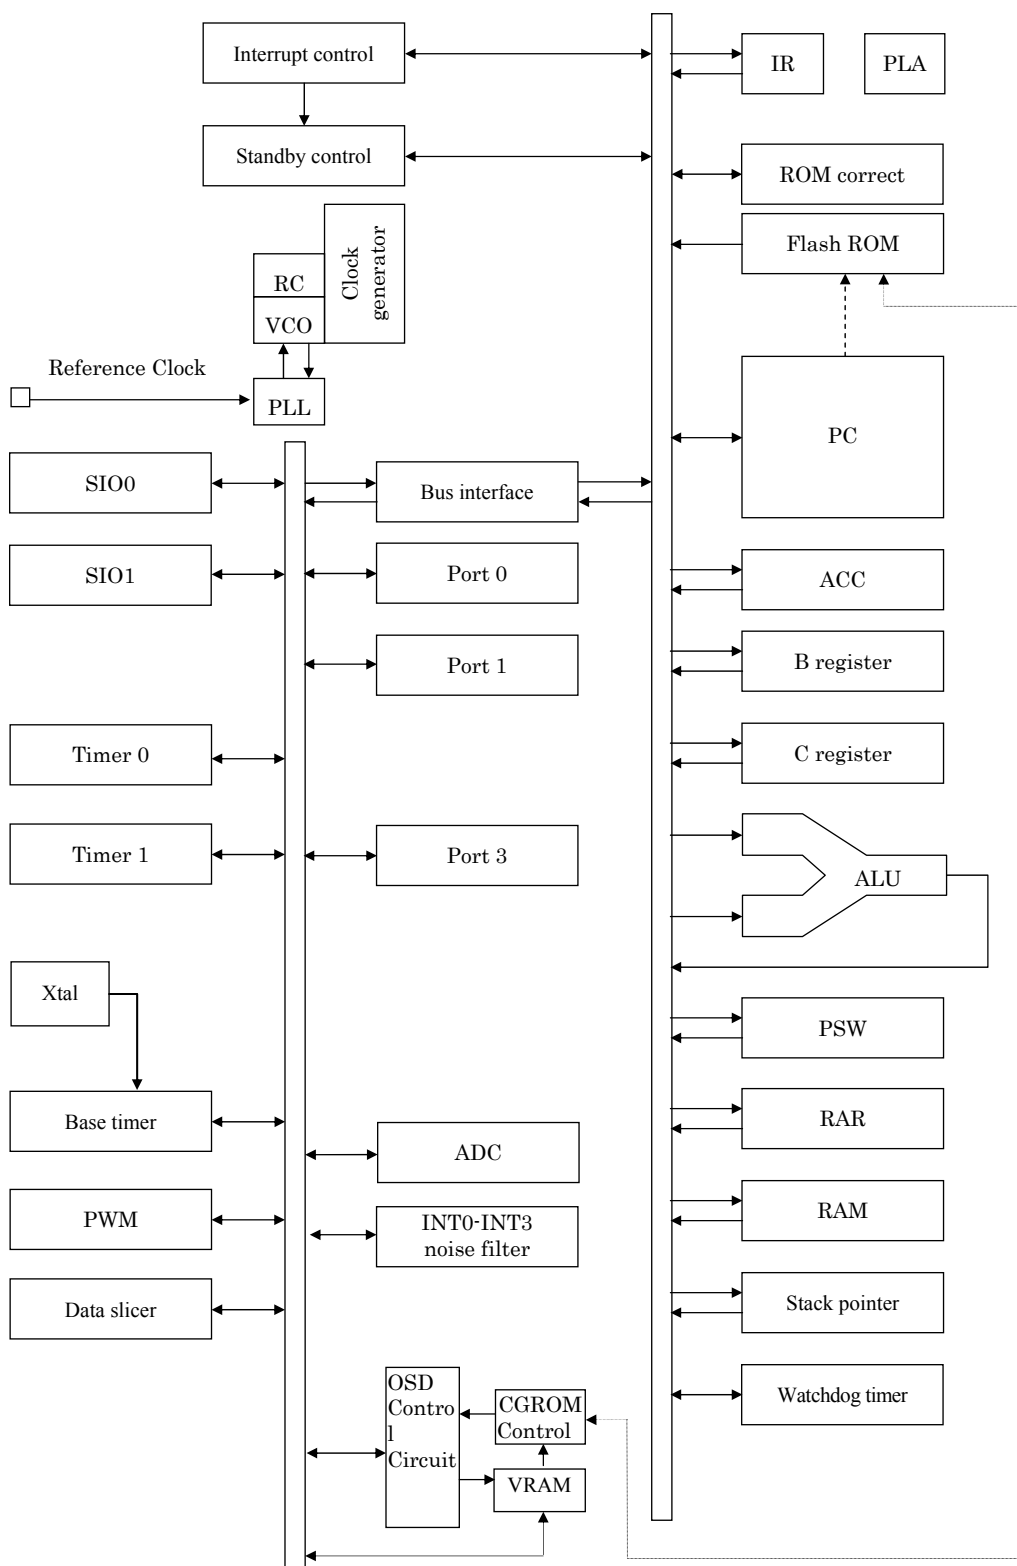 Interrupt control
IR
PLA
Standby control
ROM correct
Flash ROM
Clock
generator
RC
VCO
Reference Clock
PLL
PC
SIO0
Bus interface
SIO1
Port 0
ACC
Port 1
B register
Timer 0
C register
Timer 1
Port 3
ALU
Xtal
PSW
Base timer
RAR
ADC
PWM
INT0-INT3
noise filter
RAM
Data slicer
Stack pointer
OSD
Contro
l
Circuit
CGROM
Control
Watchdog timer
VRAM